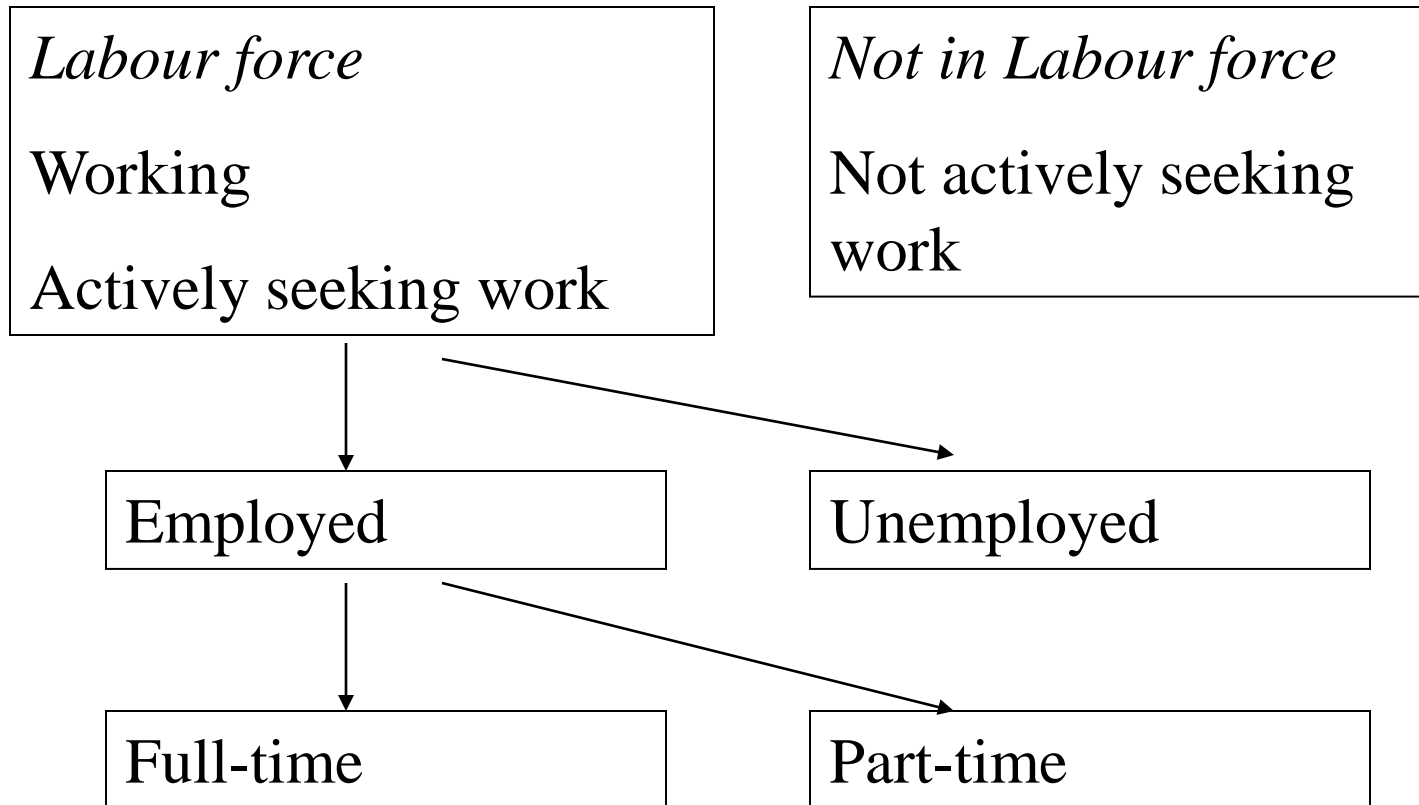 Labour force
Working
Actively seeking work
Not in Labour force
Not actively seeking
work
Employed
Unemployed
Full-time
Part-time